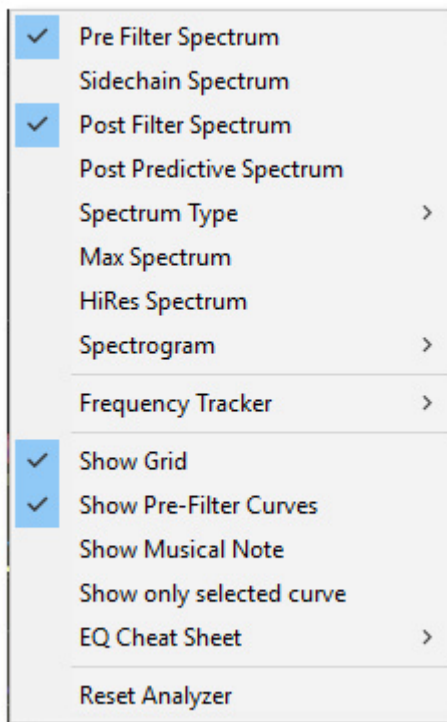 Pre Filter Spectrum
Sidechain Spectrum
Post Filter Spectrum
Post Predictive Spectrum
Spectrum Type
Max Spectrum
HiRes Spectrum
Spectrogram
Frequency Tracker
Show Grid
Show Pre-Filter Curves
Show Musical Note
Show only selected curve
EQ Cheat Sheet
Reset Analyzer